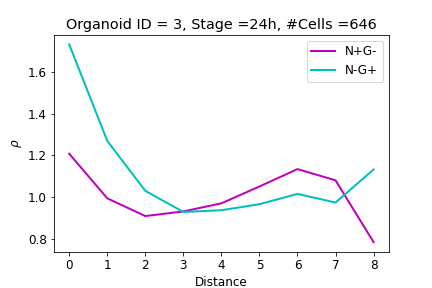 Organoid ID = 3, Stage =24h, #Cells =646
N+G-
N-G+
ρ
1.6
1.4
1.2
1.0
0.8
0 1 2 3 4 5 6 7 8
Distance